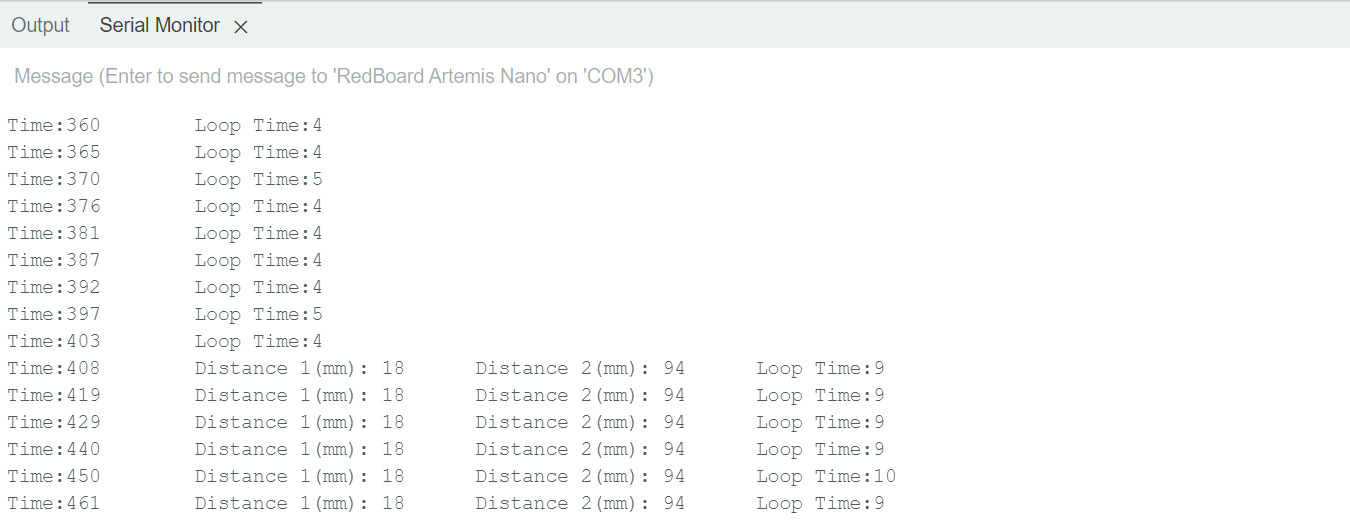 Output Serial Monitor ×
Message (Enter to send message to 'RedBoard Artemis Nano' on 'COM3')
Time:360 Loop Time:4
Time:365 Loop Time:4
Time:370 Loop Time:5
Time:376 Loop Time:4
Time:381 Loop Time:4
Time:387 Loop Time:4
Time:392 Loop Time:4
Time:397 Loop Time:5
Time:403 Loop Time:4
Time:408 Distance 1(mm): 18 Distance 2(mm): 94 Loop Time:9
Time:419 Distance 1(mm): 18 Distance 2(mm): 94 Loop Time:9
Time:429 Distance 1(mm): 18 Distance 2(mm): 94 Loop Time:9
Time:440 Distance 1(mm): 18 Distance 2(mm): 94 Loop Time:9
Time:450 Distance 1(mm): 18 Distance 2(mm): 94 Loop Time:10
Time:461 Distance 1(mm): 18 Distance 2(mm): 94 Loop Time:9